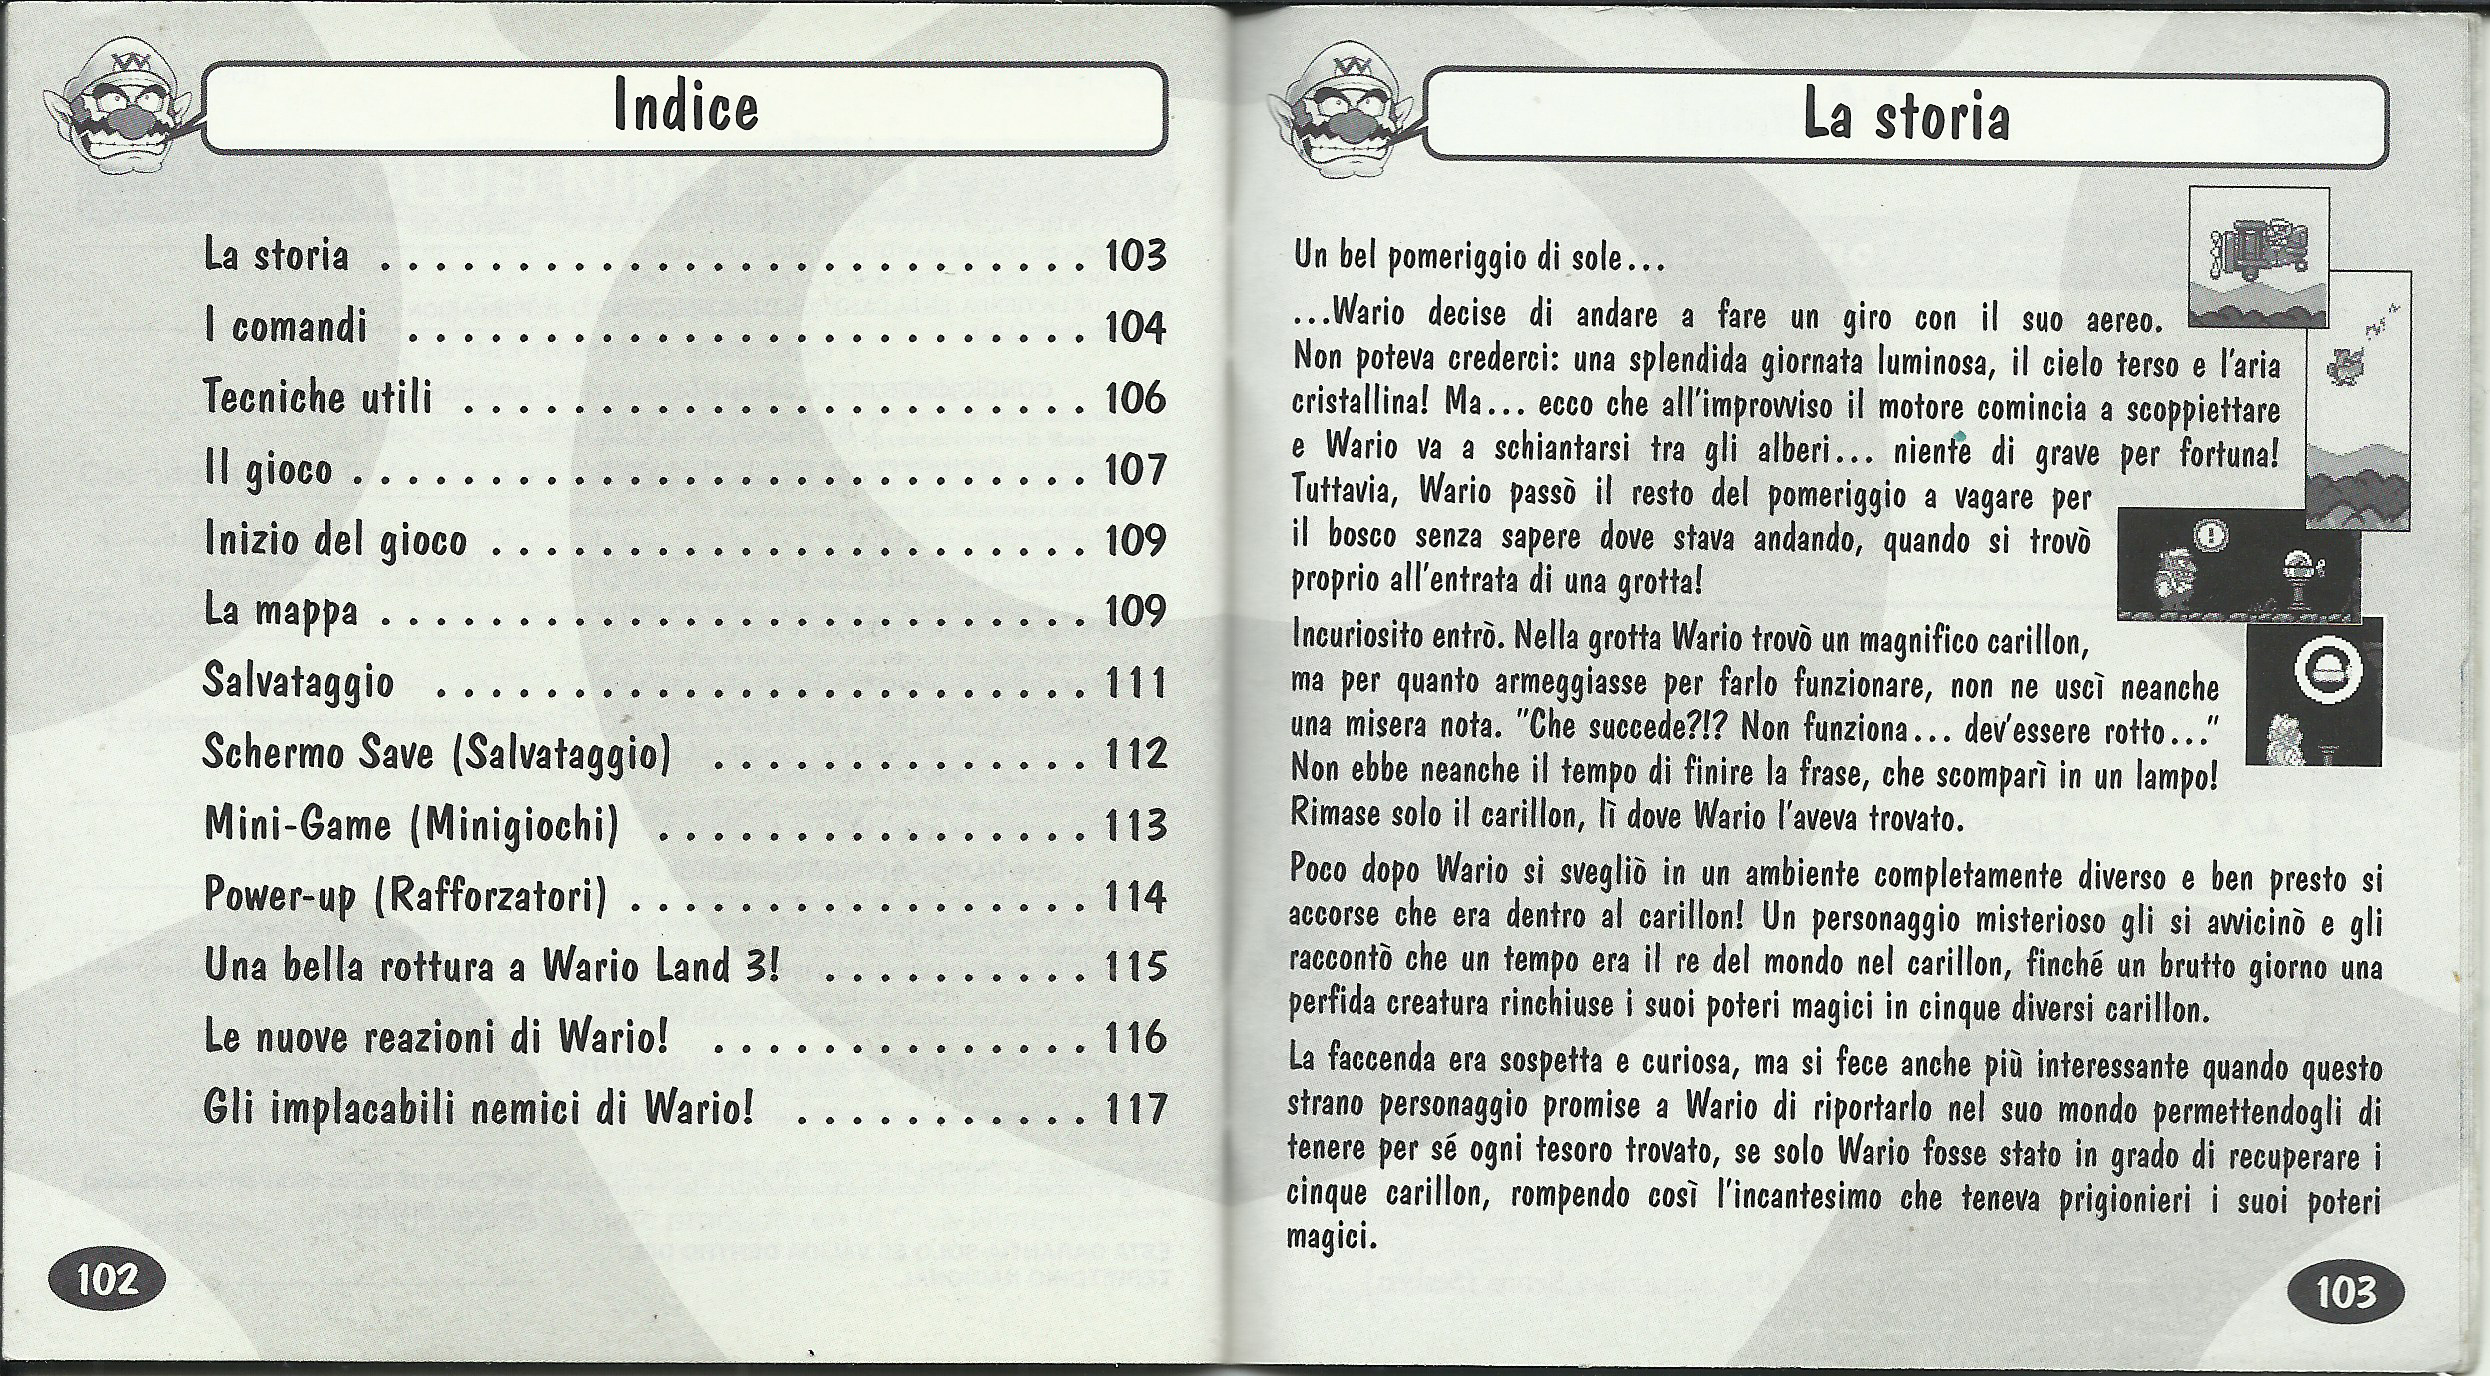 Indice
La storia . . . . . . . . . . . . . . . . . . . . . . . . . . 103
I comandi . . . . . . . . . . . . . . . . . . . . . . . . . 104
Tecniche utili . . . . . . . . . . . . . . . . . . . . . . . 106
Il gioco . . . . . . . . . . . . . . . . . . . . . . . . . . . 107
Inizio del gioco . . . . . . . . . . . . . . . . . . . . . . 109
La mappa . . . . . . . . . . . . . . . . . . . . . . . . . . 109
Salvataggio . . . . . . . . . . . . . . . . . . . . . . . . 111
Schermo Save (Salvataggio) . . . . . . . . . . . . . . 112
Mini-Game (Minigiochi) . . . . . . . . . . . . . . . . 113
Power-up (Rafforzatori) . . . . . . . . . . . . . . . . . 114
Una bella rottura a Wario Land 3! . . . . . . . . . . 115
Le nuove reazioni di Wario! . . . . . . . . . . . . . . 116
Gli implacabili nemici di Wario! . . . . . . . . . . . 117
102
La storia
Un bel pomeriggio di sole...
...Wario decise di andare a fare un giro con il suo aereo.
Non poteva crederci: una splendida giornata luminosa, il cielo terso e l'aria
cristallina! Ma... ecco che all'improvviso il motore comincia a scoppiettare
e Wario va a schiantarsi tra gli alberi... niente di grave per fortuna!
Tuttavia, Wario passò il resto del pomeriggio a vagare per
il bosco senza sapere dove stava andando, quando si trovò
proprio all'entrata di una grotta!
Incuriosito entrò. Nella grotta Wario trovò un magnifico carillon,
ma per quanto armeggiasse per farlo funzionare, non ne uscì neanche
una misera nota. "Che succede?!? Non funziona... dev'essere rotto..."
Non ebbe neanche il tempo di finire la frase, che scomparì in un lampo!
Rimase solo il carillon, lì dove Wario l'aveva trovato.
Poco dopo Wario si svegliò in un ambiente completamente diverso e ben presto si
accorse che era dentro al carillon! Un personaggio misterioso gli si avvicinò e gli
raccontò che un tempo era il re del mondo nel carillon, finché un brutto giorno una
perfida creatura rinchiuse i suoi poteri magici in cinque diversi carillon.
La faccenda era sospetta e curiosa, ma si fece anche più interessante quando questo
strano personaggio promise a Wario di riportarlo nel suo mondo permettendogli di
tenere per sé ogni tesoro trovato, se solo Wario fosse stato in grado di recuperare i
cinque carillon, rompendo così l'incantesimo che teneva prigionieri i suoi poteri
magici.
103